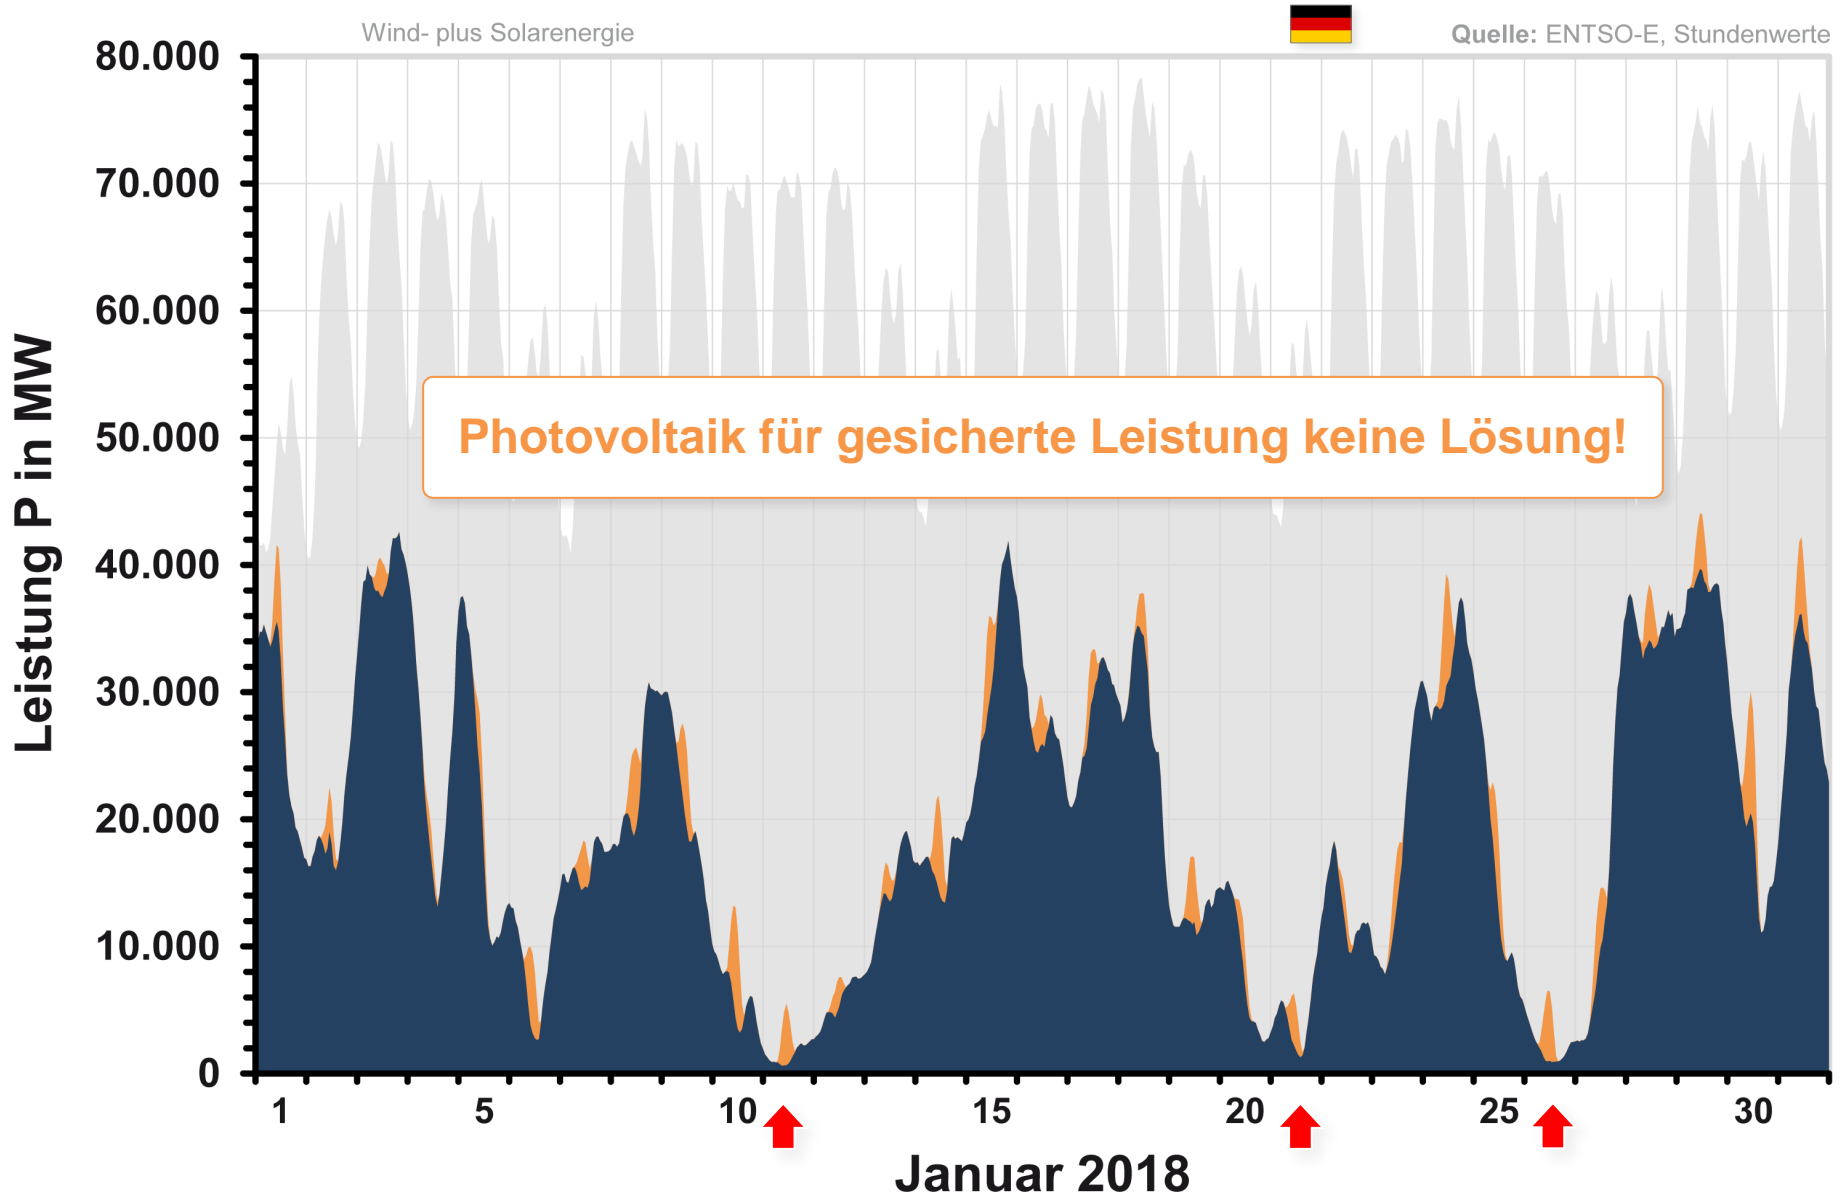 Wind- plus Solarenergie
Quelle: ENTSO-E, Stundenwerte
80.000
70.000
60.000
50.000
40.000
30.000
20.000
10.000
0
Leistung P in MW
Photovoltaik für gesicherte Leistung keine Lösung!
1 5 10 15 20 25 30
Januar 2018